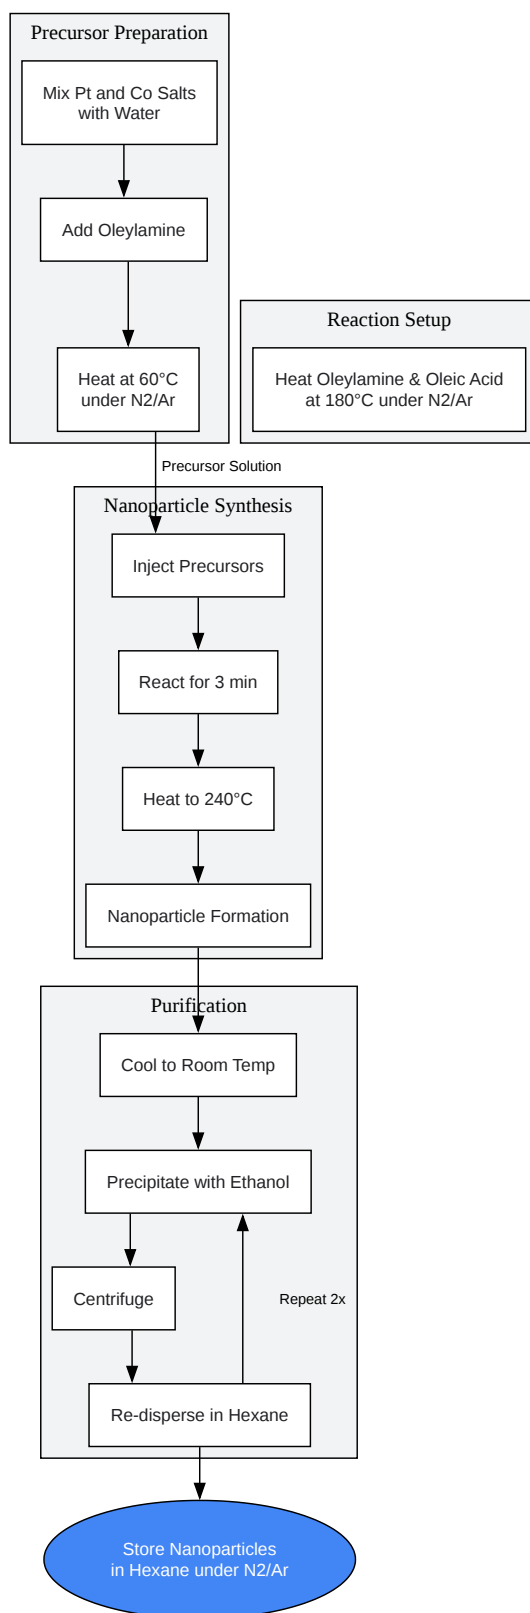 Precursor Preparation
Mix Pt and Co Salts
with Water
Add Oleylamine
Heat at 60°C
under N2/Ar
Reaction Setup
Heat Oleylamine & Oleic Acid
at 180°C under N2/Ar
Precursor Solution
Nanoparticle Synthesis
Inject Precursors
React for 3 min
Heat to 240°C
Nanoparticle Formation
Purification
Cool to Room Temp
Precipitate with Ethanol
Centrifuge
Repeat 2x
Re-disperse in Hexane
Store Nanoparticles
in Hexane under N2/Ar